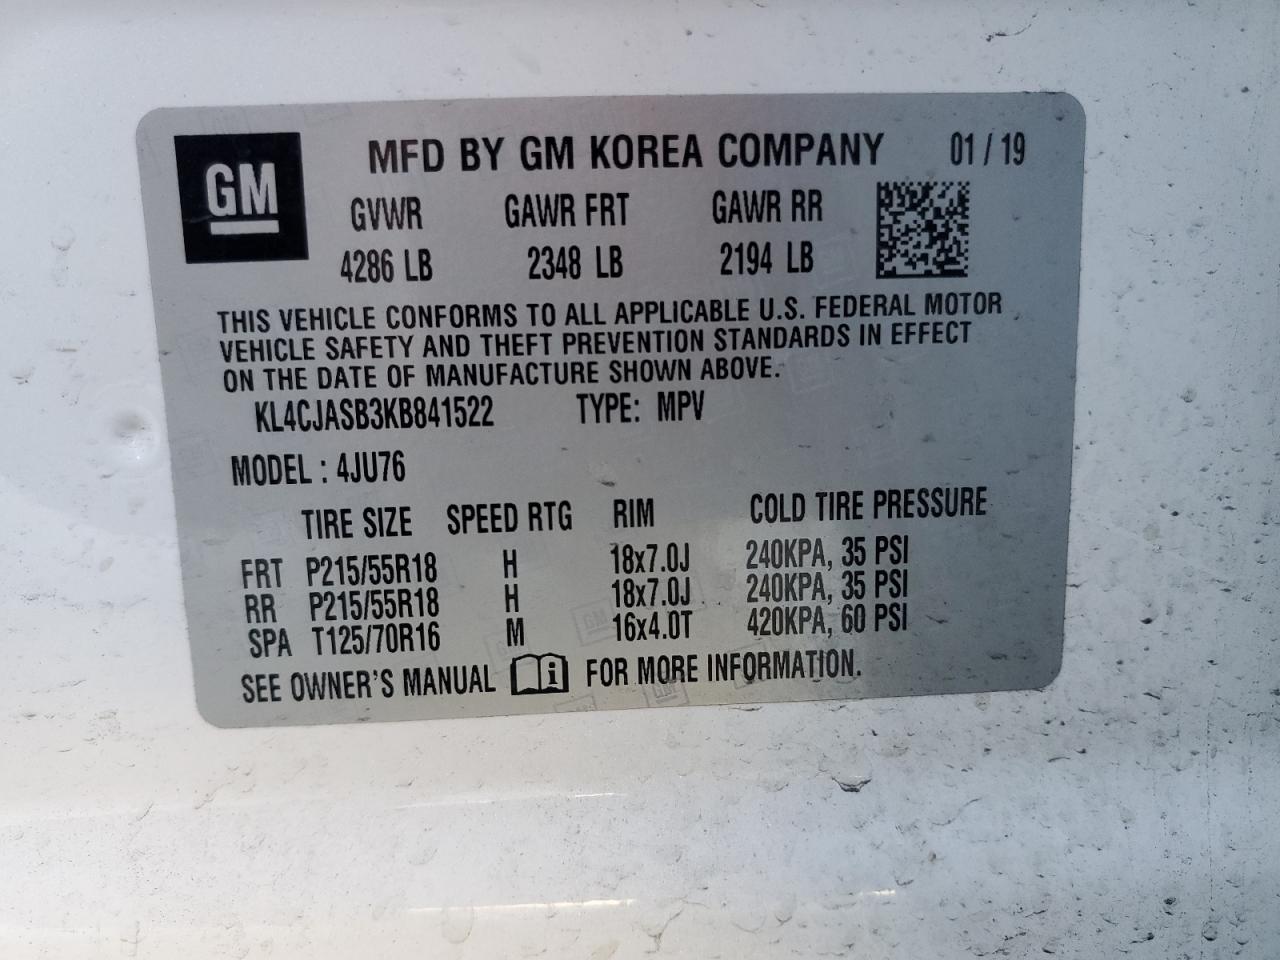 GM
MFD BY GM KOREA COMPANY 01 / 19
GVWR GAWR FRT GAWR RR
4286 LB 2348 LB 2194 LB
THIS VEHICLE CONFORMS TO ALL APPLICABLE U.S. FEDERAL MOTOR
VEHICLE SAFETY AND THEFT PREVENTION STANDARDS IN EFFECT
ON THE DATE OF MANUFACTURE SHOWN ABOVE.
KL4CJASB3KB841522 TYPE: MPV
MODEL : 4JU76
TIRE SIZE SPEED RTG RIM COLD TIRE PRESSURE
FRT P215/55R18 H 18x7.0J 240KPA, 35 PSI
RR P215/55R18 H 18x7.0J 240KPA, 35 PSI
SPA T125/70R16 M 16x4.0T 420KPA, 60 PSI
SEE OWNER'S MANUAL FOR MORE INFORMATION.